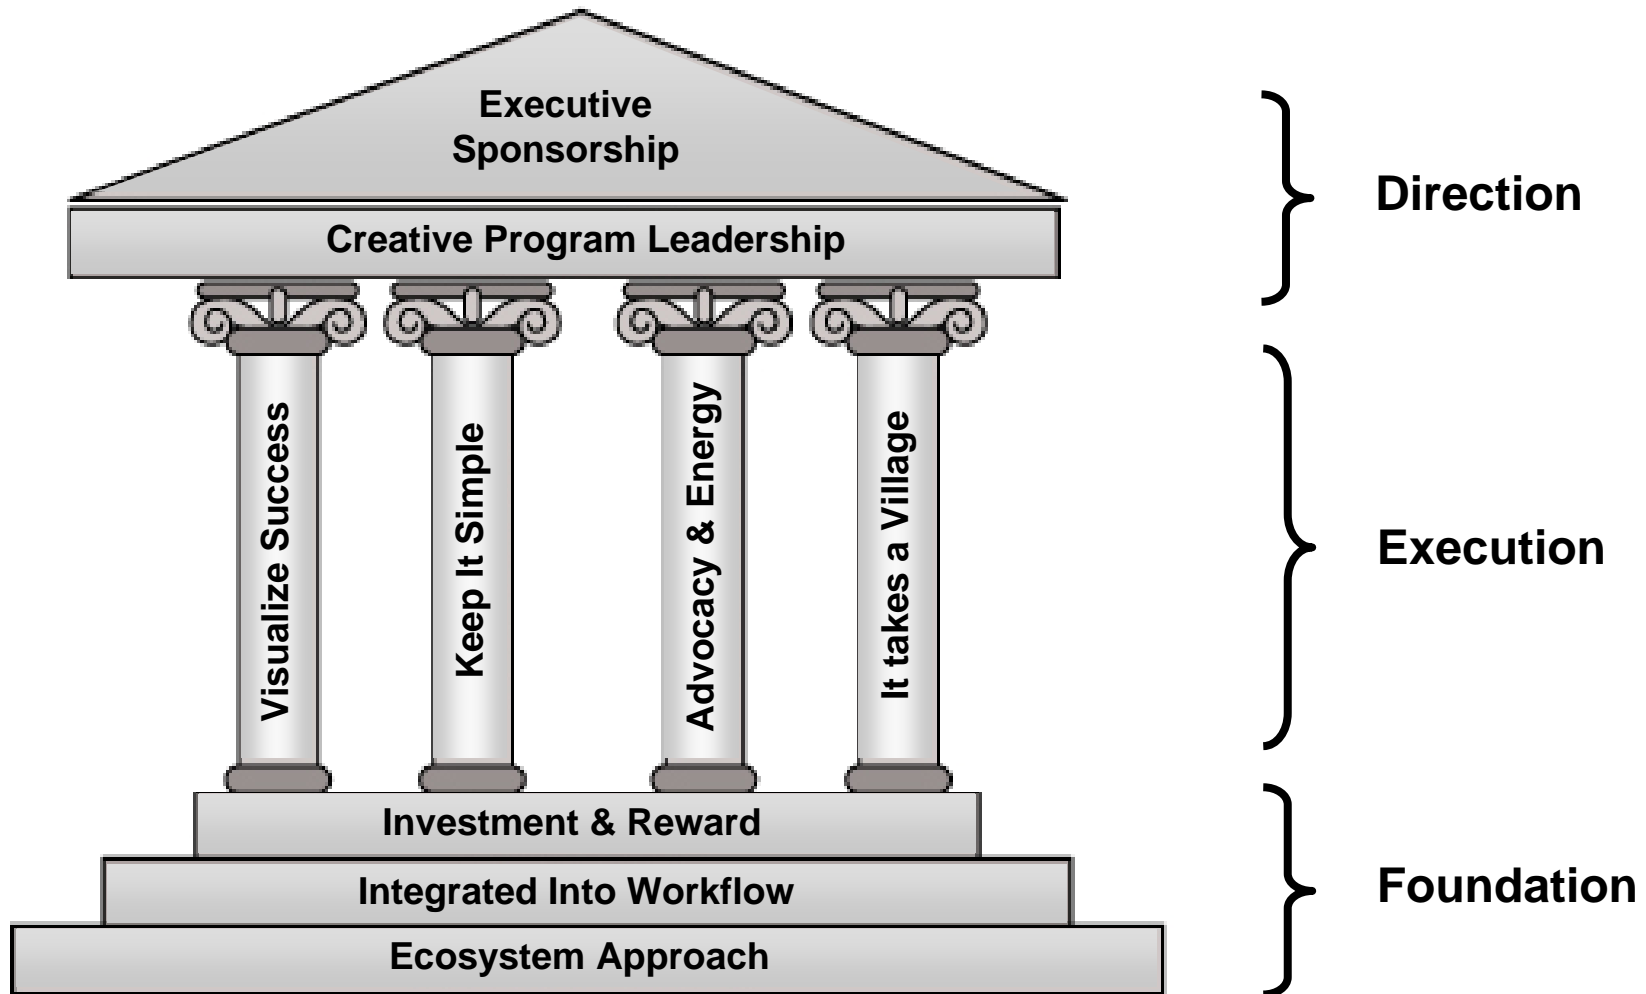 Executive
Sponsorship
Creative Program Leadership
Direction
Visualize Success
Keep It Simple
Advocacy & Energy
It takes a Village
Execution
Investment & Reward
Integrated Into Workflow
Ecosystem Approach
Foundation